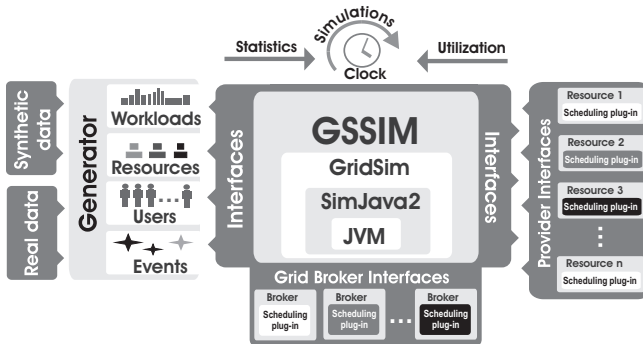 Statistics
Simulations
Clock
Utilization
Synthetic
data
Real data
Generator
Workloads
Resources
Users
Events
Interfaces
GSSIM
GridSim
SimJava2
JVM
Interfaces
Grid Broker Interfaces
Broker
Scheduling
plug-in
Broker
Scheduling
plug-in
...
Broker
Scheduling
plug-in
Provider Interfaces
Resource 1
Scheduling plug-in
Resource 2
Scheduling plug-in
Resource 3
Scheduling plug-in
Resource n
Scheduling plug-in